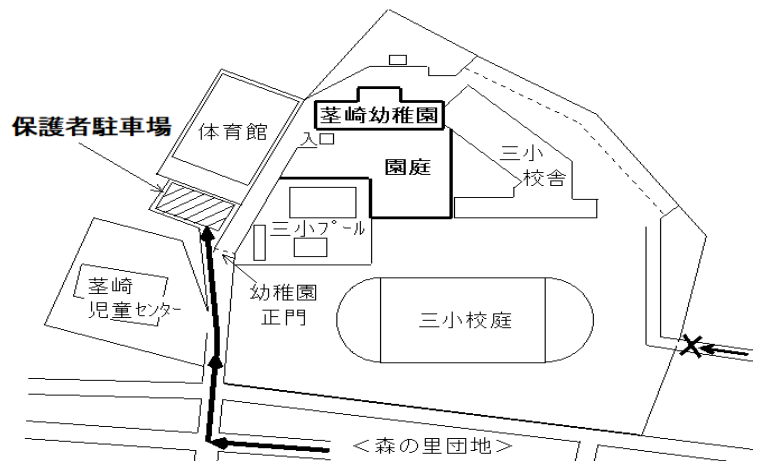 茎崎幼稚園
保護者駐車場
体育館
入口
園庭
三小
校舎
三小プール
茎崎
児童センター
幼稚園
正門
三小校庭
＜森の里団地＞